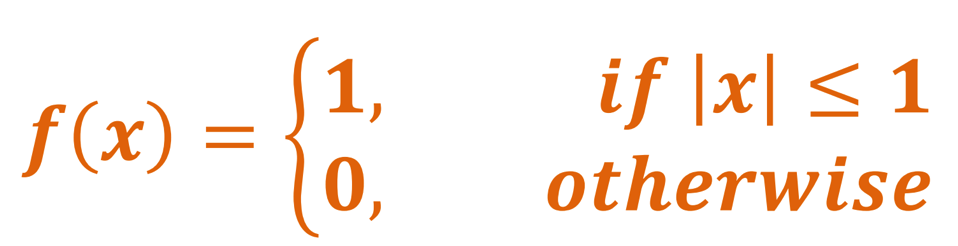 f(x) = { 1, if |x| ≤ 1
0, otherwise